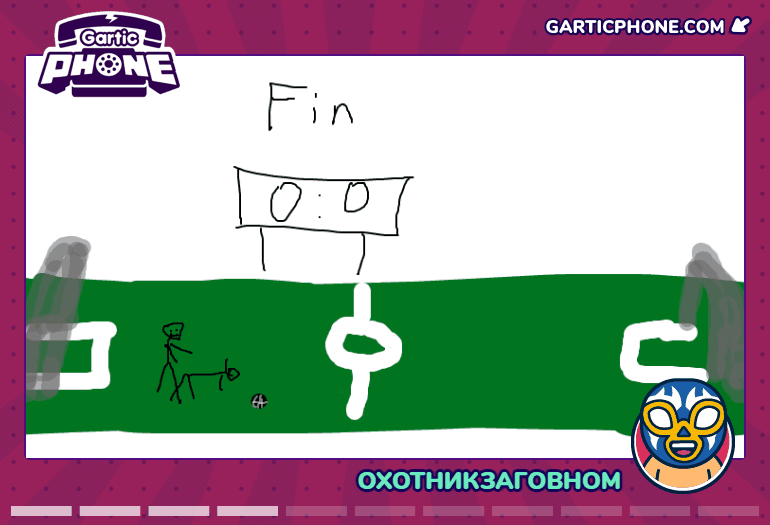 Gartic
PHONE
GARTICPHONE.COM
Fin
0 : 0
ОХОТНИКЗАГОВНОМ